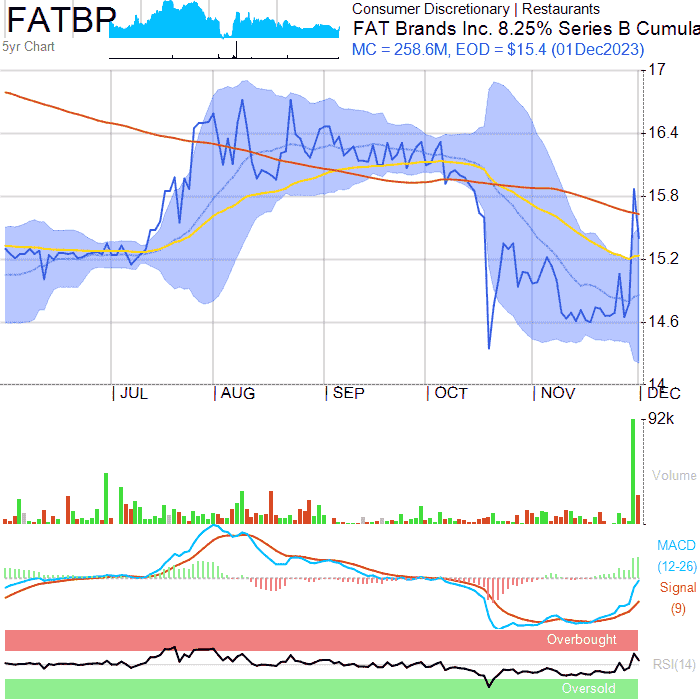 FATBP
5yr Chart
Consumer Discretionary | Restaurants
FAT Brands Inc. 8.25% Series B Cumula
MC = 258.6M, EOD = $15.4 (01Dec2023)
17
16.4
15.8
15.2
14.6
14
JUL AUG SEP OCT NOV DEC
92k
Volume
MACD
(12-26)
Signal
(9)
Overbought
RSI(14)
Oversold